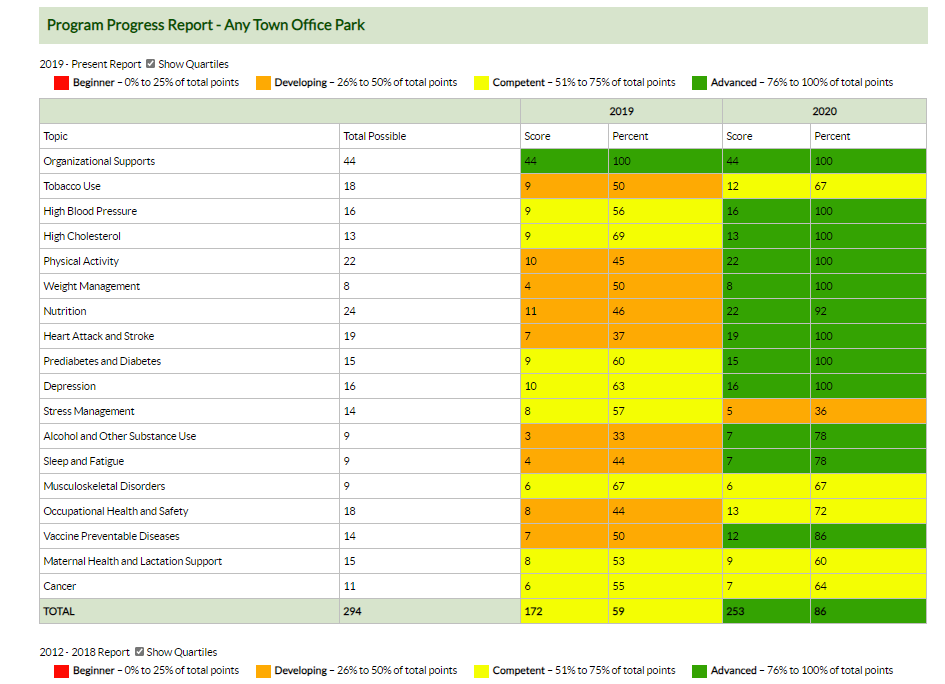 Program Progress Report - Any Town Office Park
2019 - Present Report Show Quartiles
Beginner – 0% to 25% of total points Developing – 26% to 50% of total points Competent – 51% to 75% of total points Advanced – 76% to 100% of total points
2019 2020
Topic Total Possible Score Percent Score Percent
Organizational Supports 44 44 100 44 100
Tobacco Use 18 9 50 12 67
High Blood Pressure 16 9 56 16 100
High Cholesterol 13 9 69 13 100
Physical Activity 22 10 45 22 100
Weight Management 8 4 50 8 100
Nutrition 24 11 46 22 92
Heart Attack and Stroke 19 7 37 19 100
Prediabetes and Diabetes 15 9 60 15 100
Depression 16 10 63 16 100
Stress Management 14 8 57 5 36
Alcohol and Other Substance Use 9 3 33 7 78
Sleep and Fatigue 9 4 44 7 78
Musculoskeletal Disorders 9 6 67 6 67
Occupational Health and Safety 18 8 44 13 72
Vaccine Preventable Diseases 14 7 50 12 86
Maternal Health and Lactation Support 15 8 53 9 60
Cancer 11 6 55 7 64
TOTAL 294 172 59 253 86
2012 - 2018 Report Show Quartiles
Beginner – 0% to 25% of total points Developing – 26% to 50% of total points Competent – 51% to 75% of total points Advanced – 76% to 100% of total points